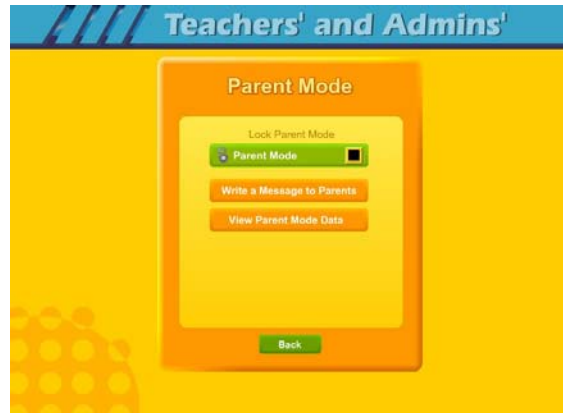 Teachers' and Admins'
Parent Mode
Lock Parent Mode
Parent Mode
Write a Message to Parents
View Parent Mode Data
Back